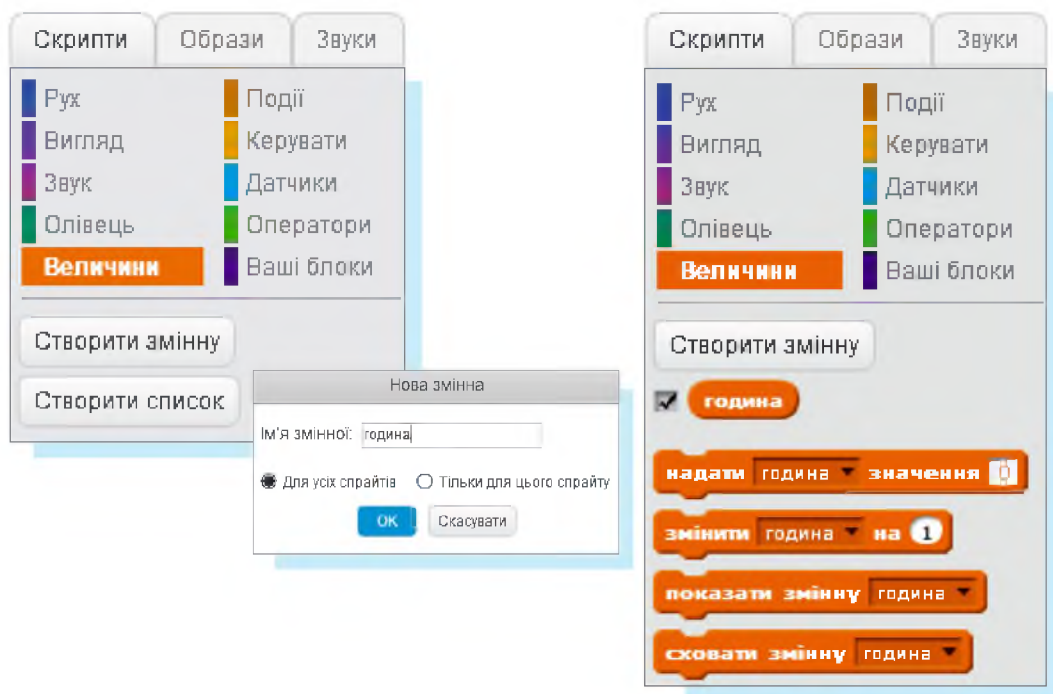 Скрипти Образи Звуки
Рух Події
Вигляд Керувати
Звук Датчики
Олівець Оператори
Величини Ваші блоки
Створити змінну
Створити список
Нова змінна
Ім'я змінної: година
Для усіх спрайтів Тільки для цього спрайту
ОК Скасувати
Скрипти Образи Звуки
Рух Події
Вигляд Керувати
Звук Датчики
Олівець Оператори
Величини Ваші блоки
Створити змінну
година
надати година значення 0
змінити година на 1
показати змінну година
сховати змінну година